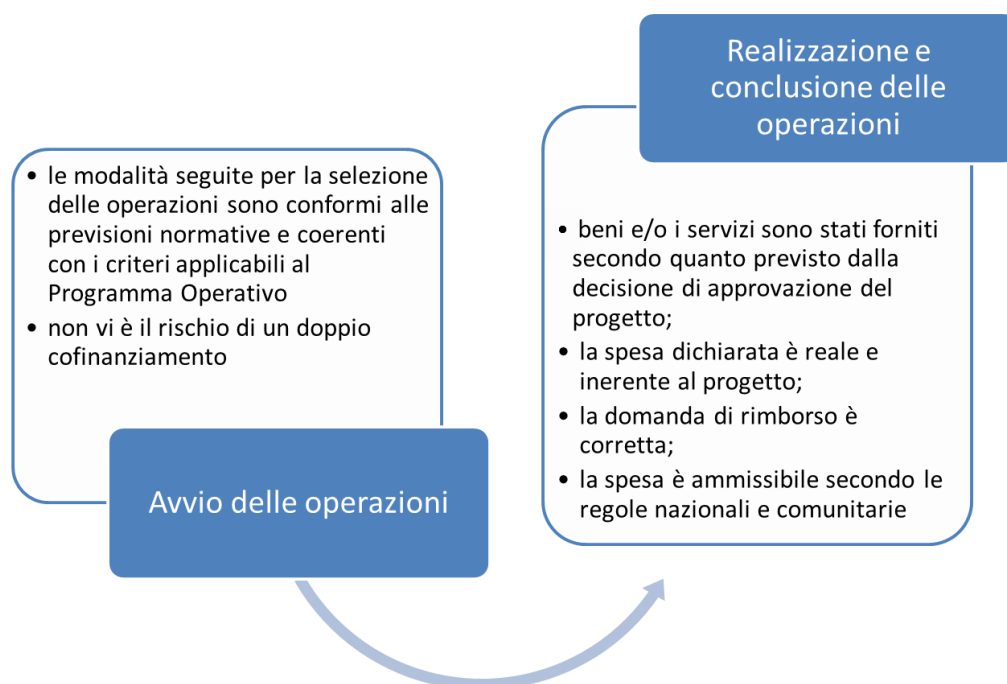 • le modalità seguite per la selezione
delle operazioni sono conformi alle
previsioni normative e coerenti
con i criteri applicabili al
Programma Operativo
• non vi è il rischio di un doppio
cofinanziamento
Avvio delle operazioni
Realizzazione e
conclusione delle
operazioni
• beni e/o i servizi sono stati forniti
secondo quanto previsto dalla
decisione di approvazione del
progetto;
• la spesa dichiarata è reale e
inerente al progetto;
• la domanda di rimborso è
corretta;
• la spesa è ammissibile secondo le
regole nazionali e comunitarie